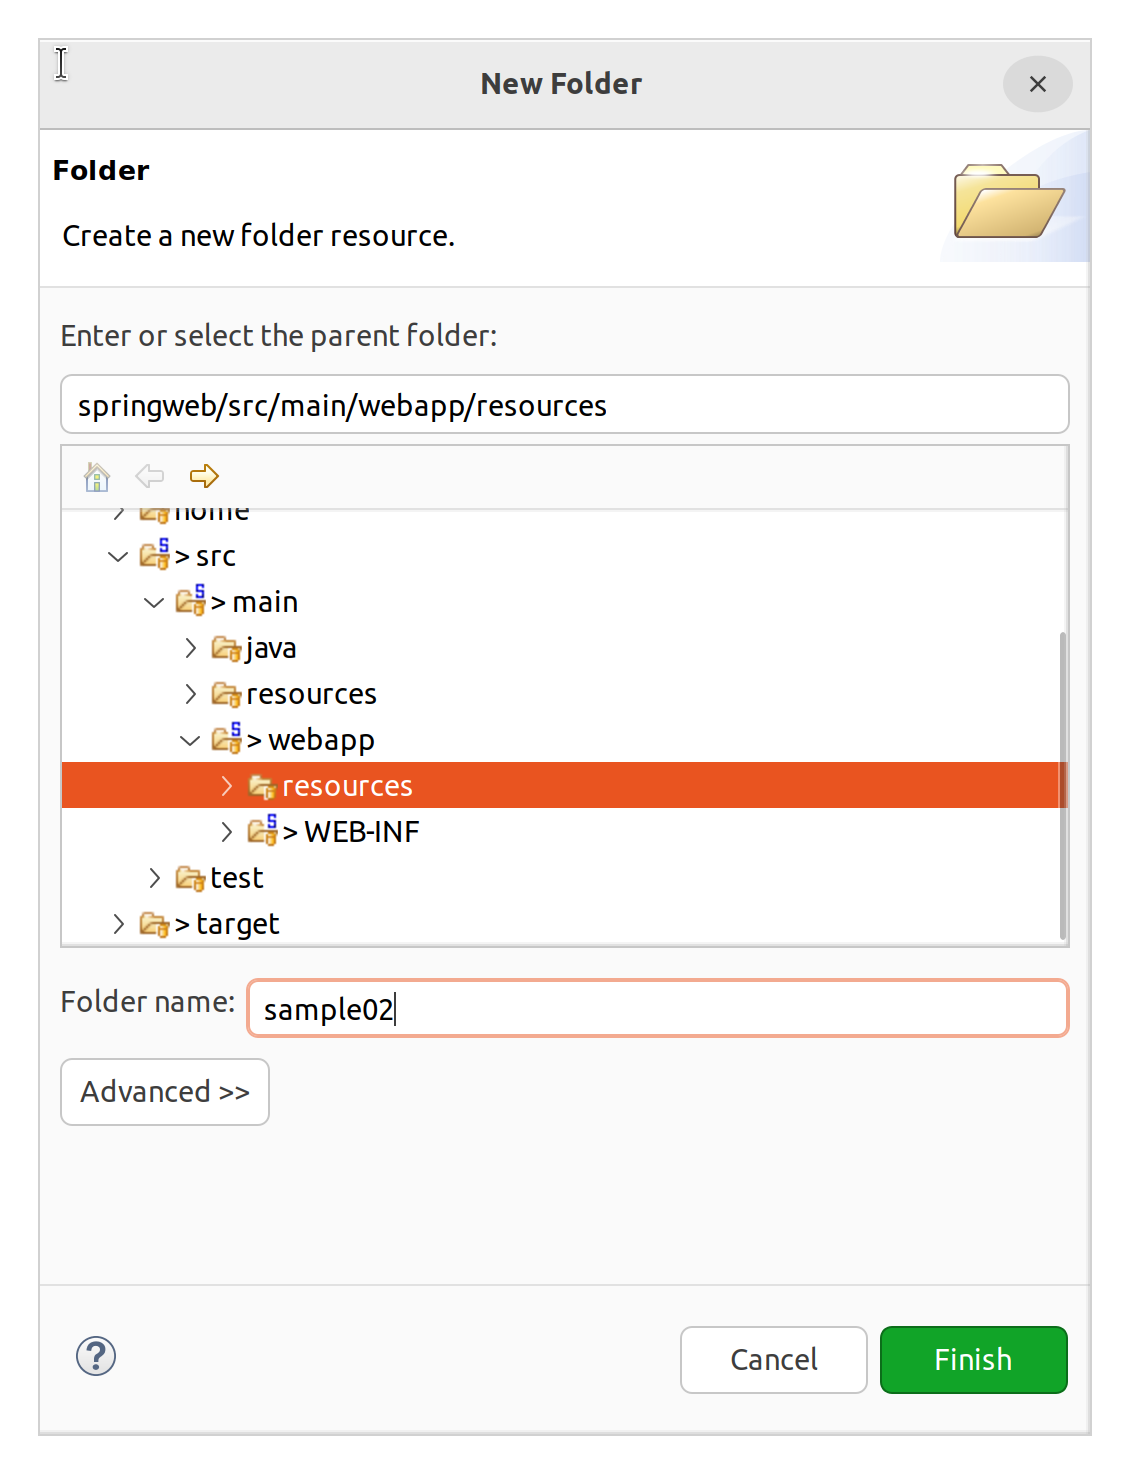 New Folder
Folder
Create a new folder resource.
Enter or select the parent folder:
springweb/src/main/webapp/resources
home
> src
> main
java
resources
> webapp
resources
> WEB-INF
test
> target
Folder name: sample02
Advanced >>
Cancel Finish